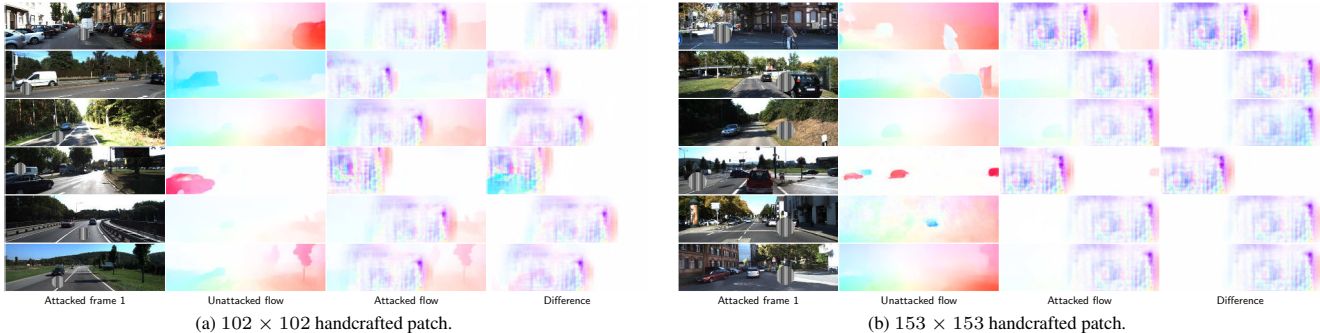 Attacked frame 1 Unattacked flow Attacked flow Difference
(a) 102 × 102 handcrafted patch.
Attacked frame 1 Unattacked flow Attacked flow Difference
(b) 153 × 153 handcrafted patch.